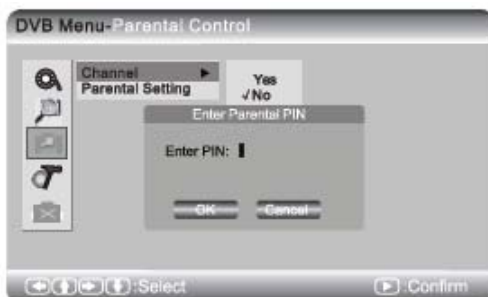 DVB Menu-Parental Control
Channel
Parental Setting
Yes
√No
Enter Parental PIN
Enter PIN:
OK
Cancel
:Select
:Confirm